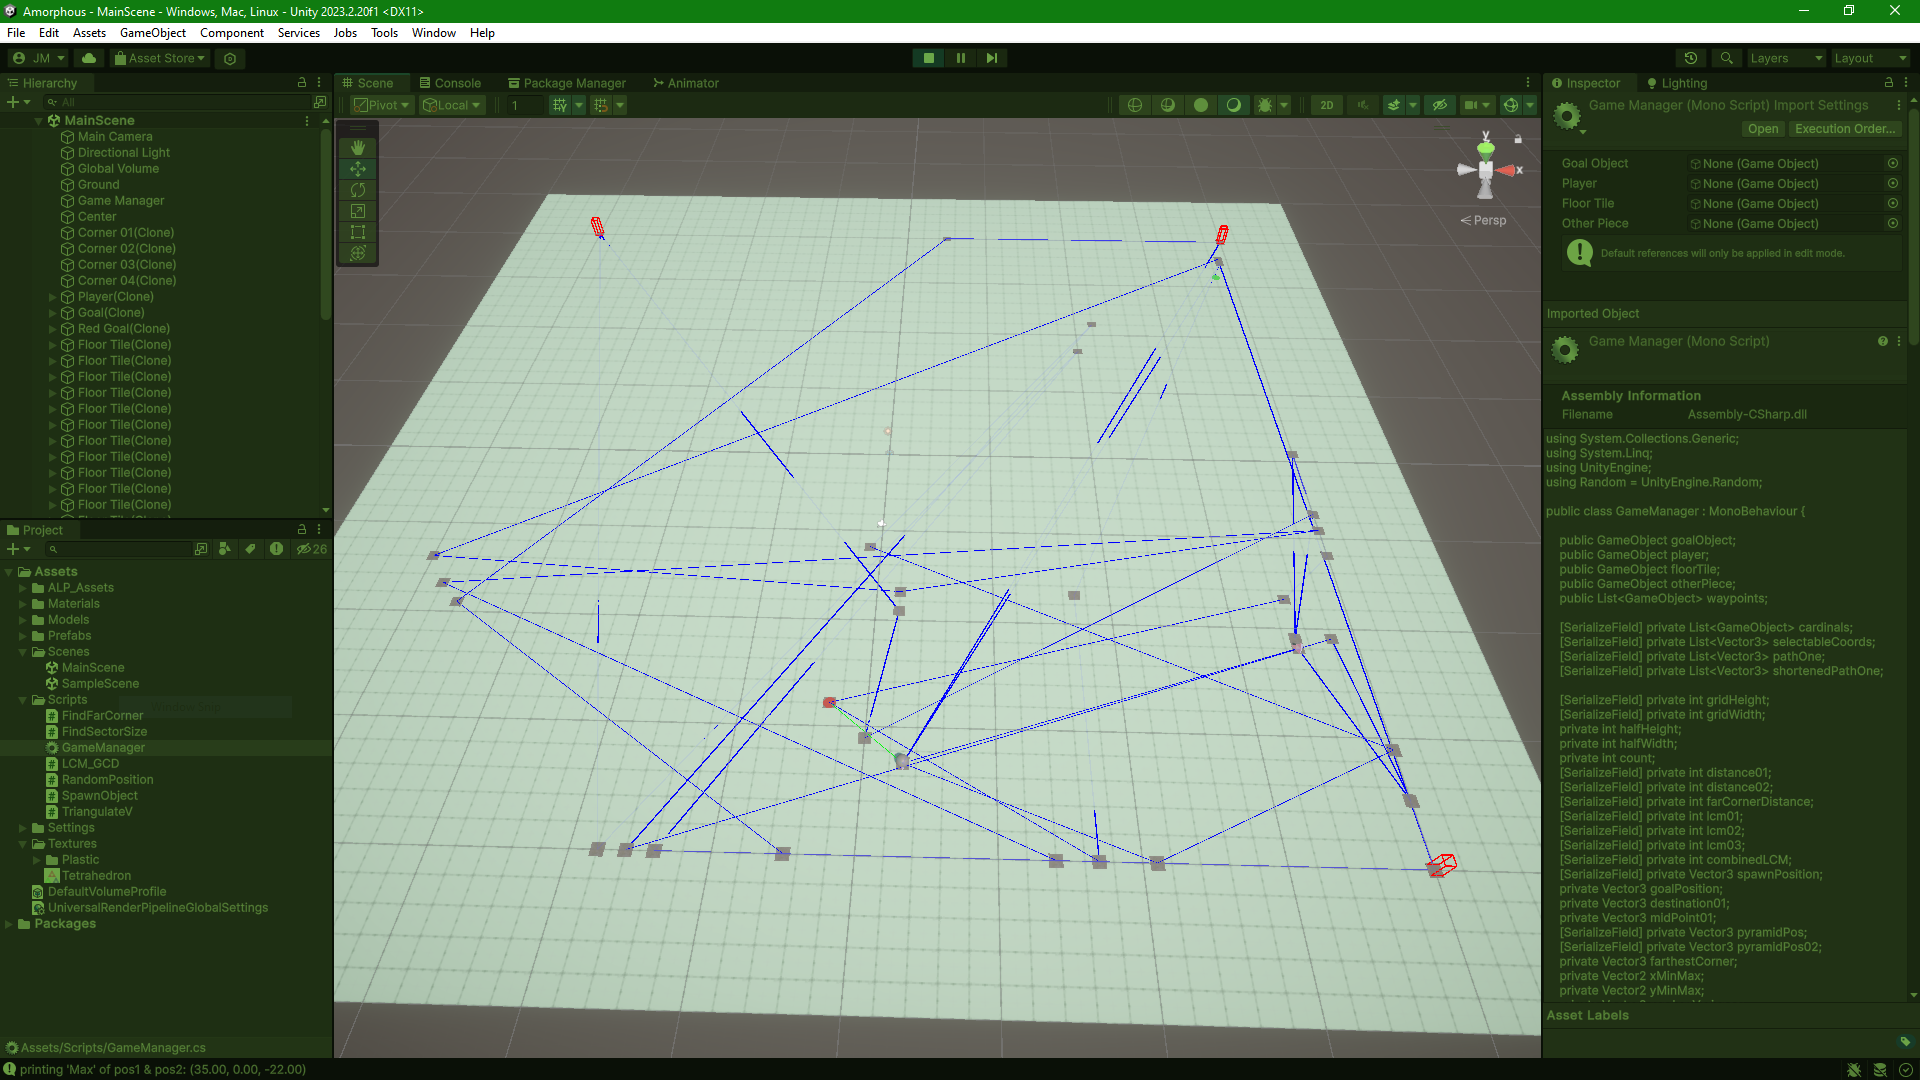 Amorphous - MainScene - Windows, Mac, Linux - Unity 2023.2.20f1 <DX11>
File Edit Assets GameObject Component Services Jobs Tools Window Help
JM Asset Store Layers Layout
Hierarchy
All
MainScene
Main Camera
Directional Light
Global Volume
Ground
Game Manager
Center
Corner 01(Clone)
Corner 02(Clone)
Corner 03(Clone)
Corner 04(Clone)
Player(Clone)
Goal(Clone)
Red Goal(Clone)
Floor Tile(Clone)
Floor Tile(Clone)
Floor Tile(Clone)
Floor Tile(Clone)
Floor Tile(Clone)
Floor Tile(Clone)
Floor Tile(Clone)
Floor Tile(Clone)
Floor Tile(Clone)
Floor Tile(Clone)
Floor Tile(Clone)
Project
26
Assets
ALP_Assets
Materials
Models
Prefabs
Scenes
MainScene
SampleScene
Scripts
FindFarCorner
FindSectorSize
GameManager
LCM_GCD
RandomPosition
SpawnObject
TriangulateV
Settings
Textures
Plastic
Tetrahedron
DefaultVolumeProfile
UniversalRenderPipelineGlobalSettings
Packages
Assets/Scripts/GameManager.cs
printing 'Max' of pos1 & pos2: (35.00, 0.00, -22.00)
Scene Console Package Manager Animator
Pivot Local 1 2D
y
x
Persp
Inspector Lighting
Game Manager (Mono Script) Import Settings
Open Execution Order...
Goal Object None (Game Object)
Player None (Game Object)
Floor Tile None (Game Object)
Other Piece None (Game Object)
Default references will only be applied in edit mode.
Imported Object
Game Manager (Mono Script)
Assembly Information
Filename Assembly-CSharp.dll
using System.Collections.Generic;
using System.Linq;
using UnityEngine;
using Random = UnityEngine.Random;
public class GameManager : MonoBehaviour {
public GameObject goalObject;
public GameObject player;
public GameObject floorTile;
public GameObject otherPiece;
public List<GameObject> waypoints;
[SerializeField] private List<GameObject> cardinals;
[SerializeField] private List<Vector3> selectableCoords;
[SerializeField] private List<Vector3> pathOne;
[SerializeField] private List<Vector3> shortenedPathOne;
[SerializeField] private int gridHeight;
[SerializeField] private int gridWidth;
private int halfHeight;
private int halfWidth;
private int count;
[SerializeField] private int distance01;
[SerializeField] private int distance02;
[SerializeField] private int farCornerDistance;
[SerializeField] private int lcm01;
[SerializeField] private int lcm02;
[SerializeField] private int lcm03;
[SerializeField] private int combinedLCM;
[SerializeField] private Vector3 spawnPosition;
private Vector3 goalPosition;
private Vector3 destination01;
private Vector3 midPoint01;
[SerializeField] private Vector3 pyramidPos;
[SerializeField] private Vector3 pyramidPos02;
private Vector3 farthestCorner;
private Vector2 xMinMax;
private Vector2 yMinMax;
Asset Labels